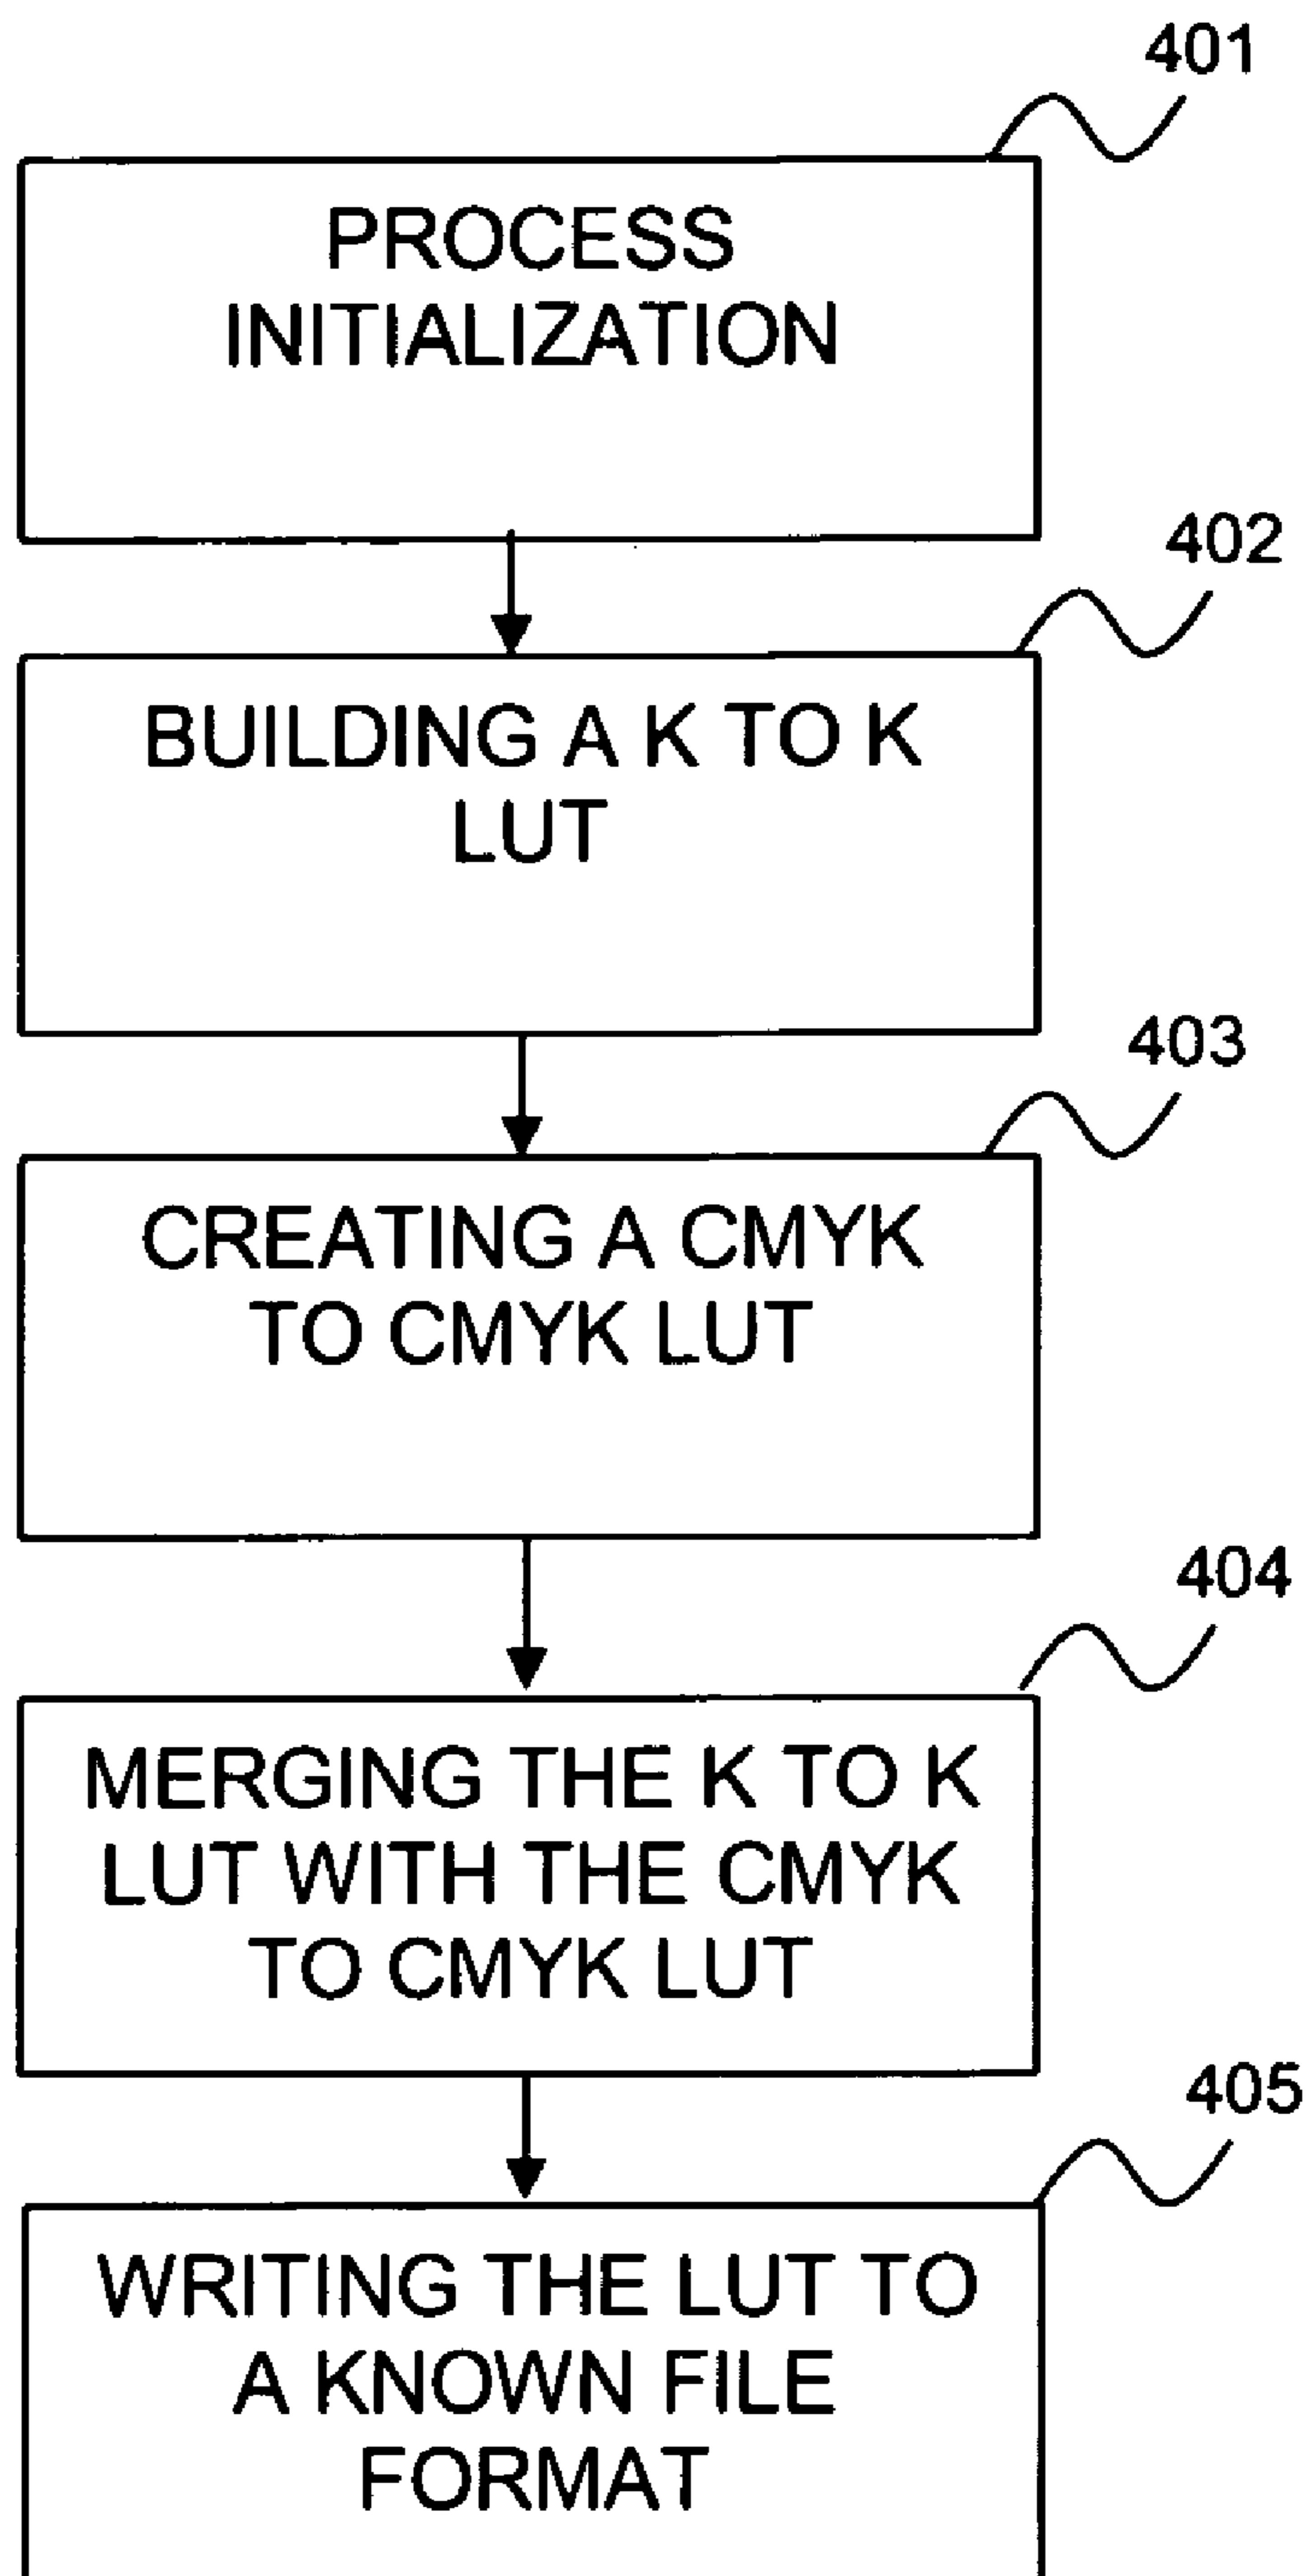 401
PROCESS
INITIALIZATION
402
BUILDING A K TO K
LUT
403
CREATING A CMYK
TO CMYK LUT
404
MERGING THE K TO K
LUT WITH THE CMYK
TO CMYK LUT
405
WRITING THE LUT TO
A KNOWN FILE
FORMAT